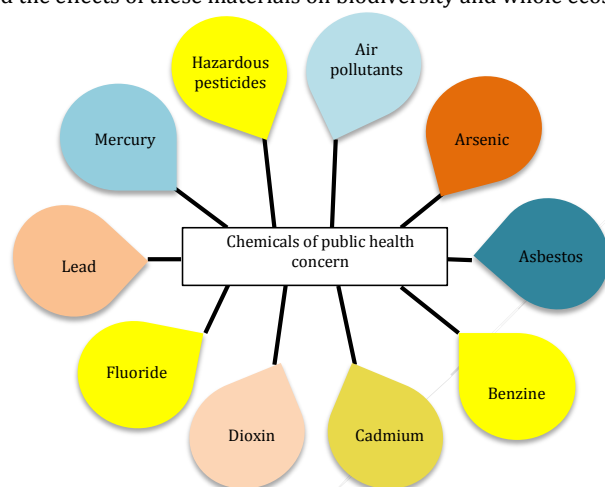 d the effects of these materials on biodiversity and whole ecos
Air
pollutants
Hazardous
pesticides
Mercury
Arsenic
Chemicals of public health
concern
Lead
Asbestos
Fluoride
Benzine
Dioxin
Cadmium